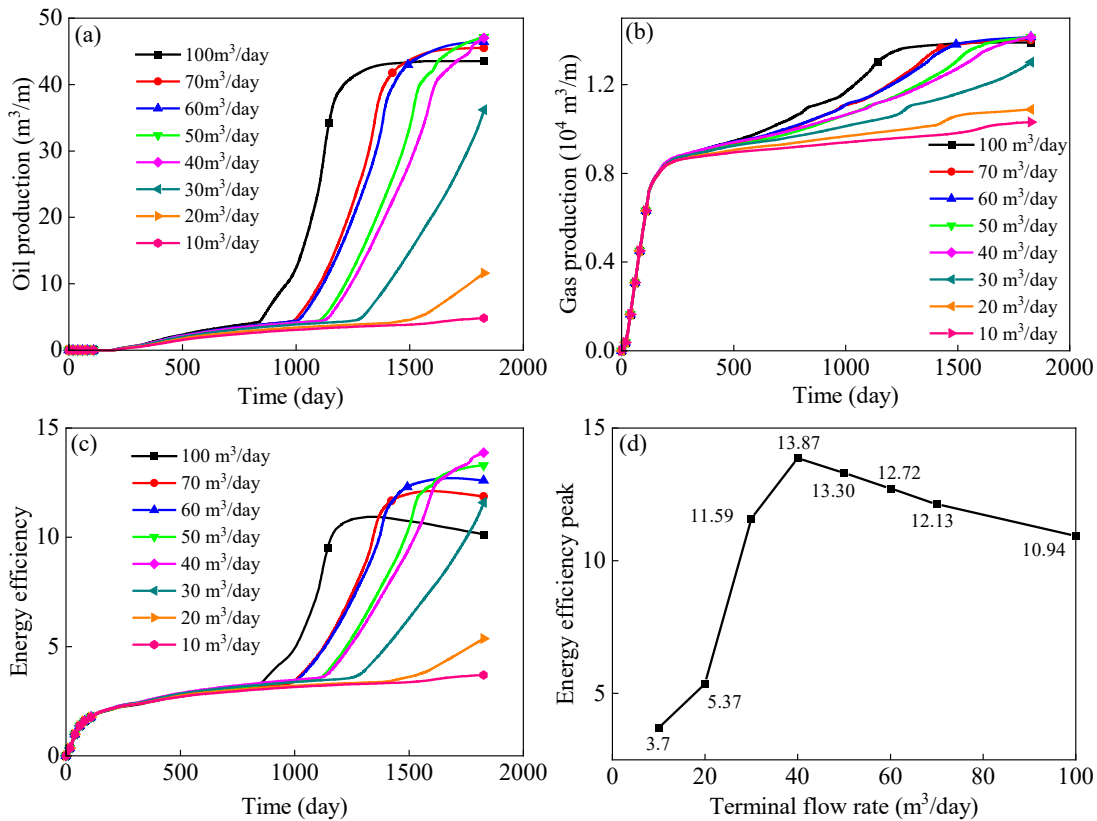 (a)
100m³/day
70m³/day
60m³/day
50m³/day
40m³/day
30m³/day
20m³/day
10m³/day
Oil production (m³/m)
50
40
30
20
10
0
0 500 1000 1500 2000
Time (day)
(b)
100 m³/day
70 m³/day
60 m³/day
50 m³/day
40 m³/day
30 m³/day
20 m³/day
10 m³/day
Gas production (10⁴ m³/m)
1.2
0.8
0.4
0.0
0 500 1000 1500 2000
Time (day)
(c)
100 m³/day
70 m³/day
60 m³/day
50 m³/day
40 m³/day
30 m³/day
20 m³/day
10 m³/day
Energy efficiency
15
10
5
0
0 500 1000 1500 2000
Time (day)
(d)
13.87
13.30
12.72
12.13
11.59
10.94
5.37
3.7
Energy efficiency peak
15
10
5
0 20 40 60 80 100
Terminal flow rate (m³/day)